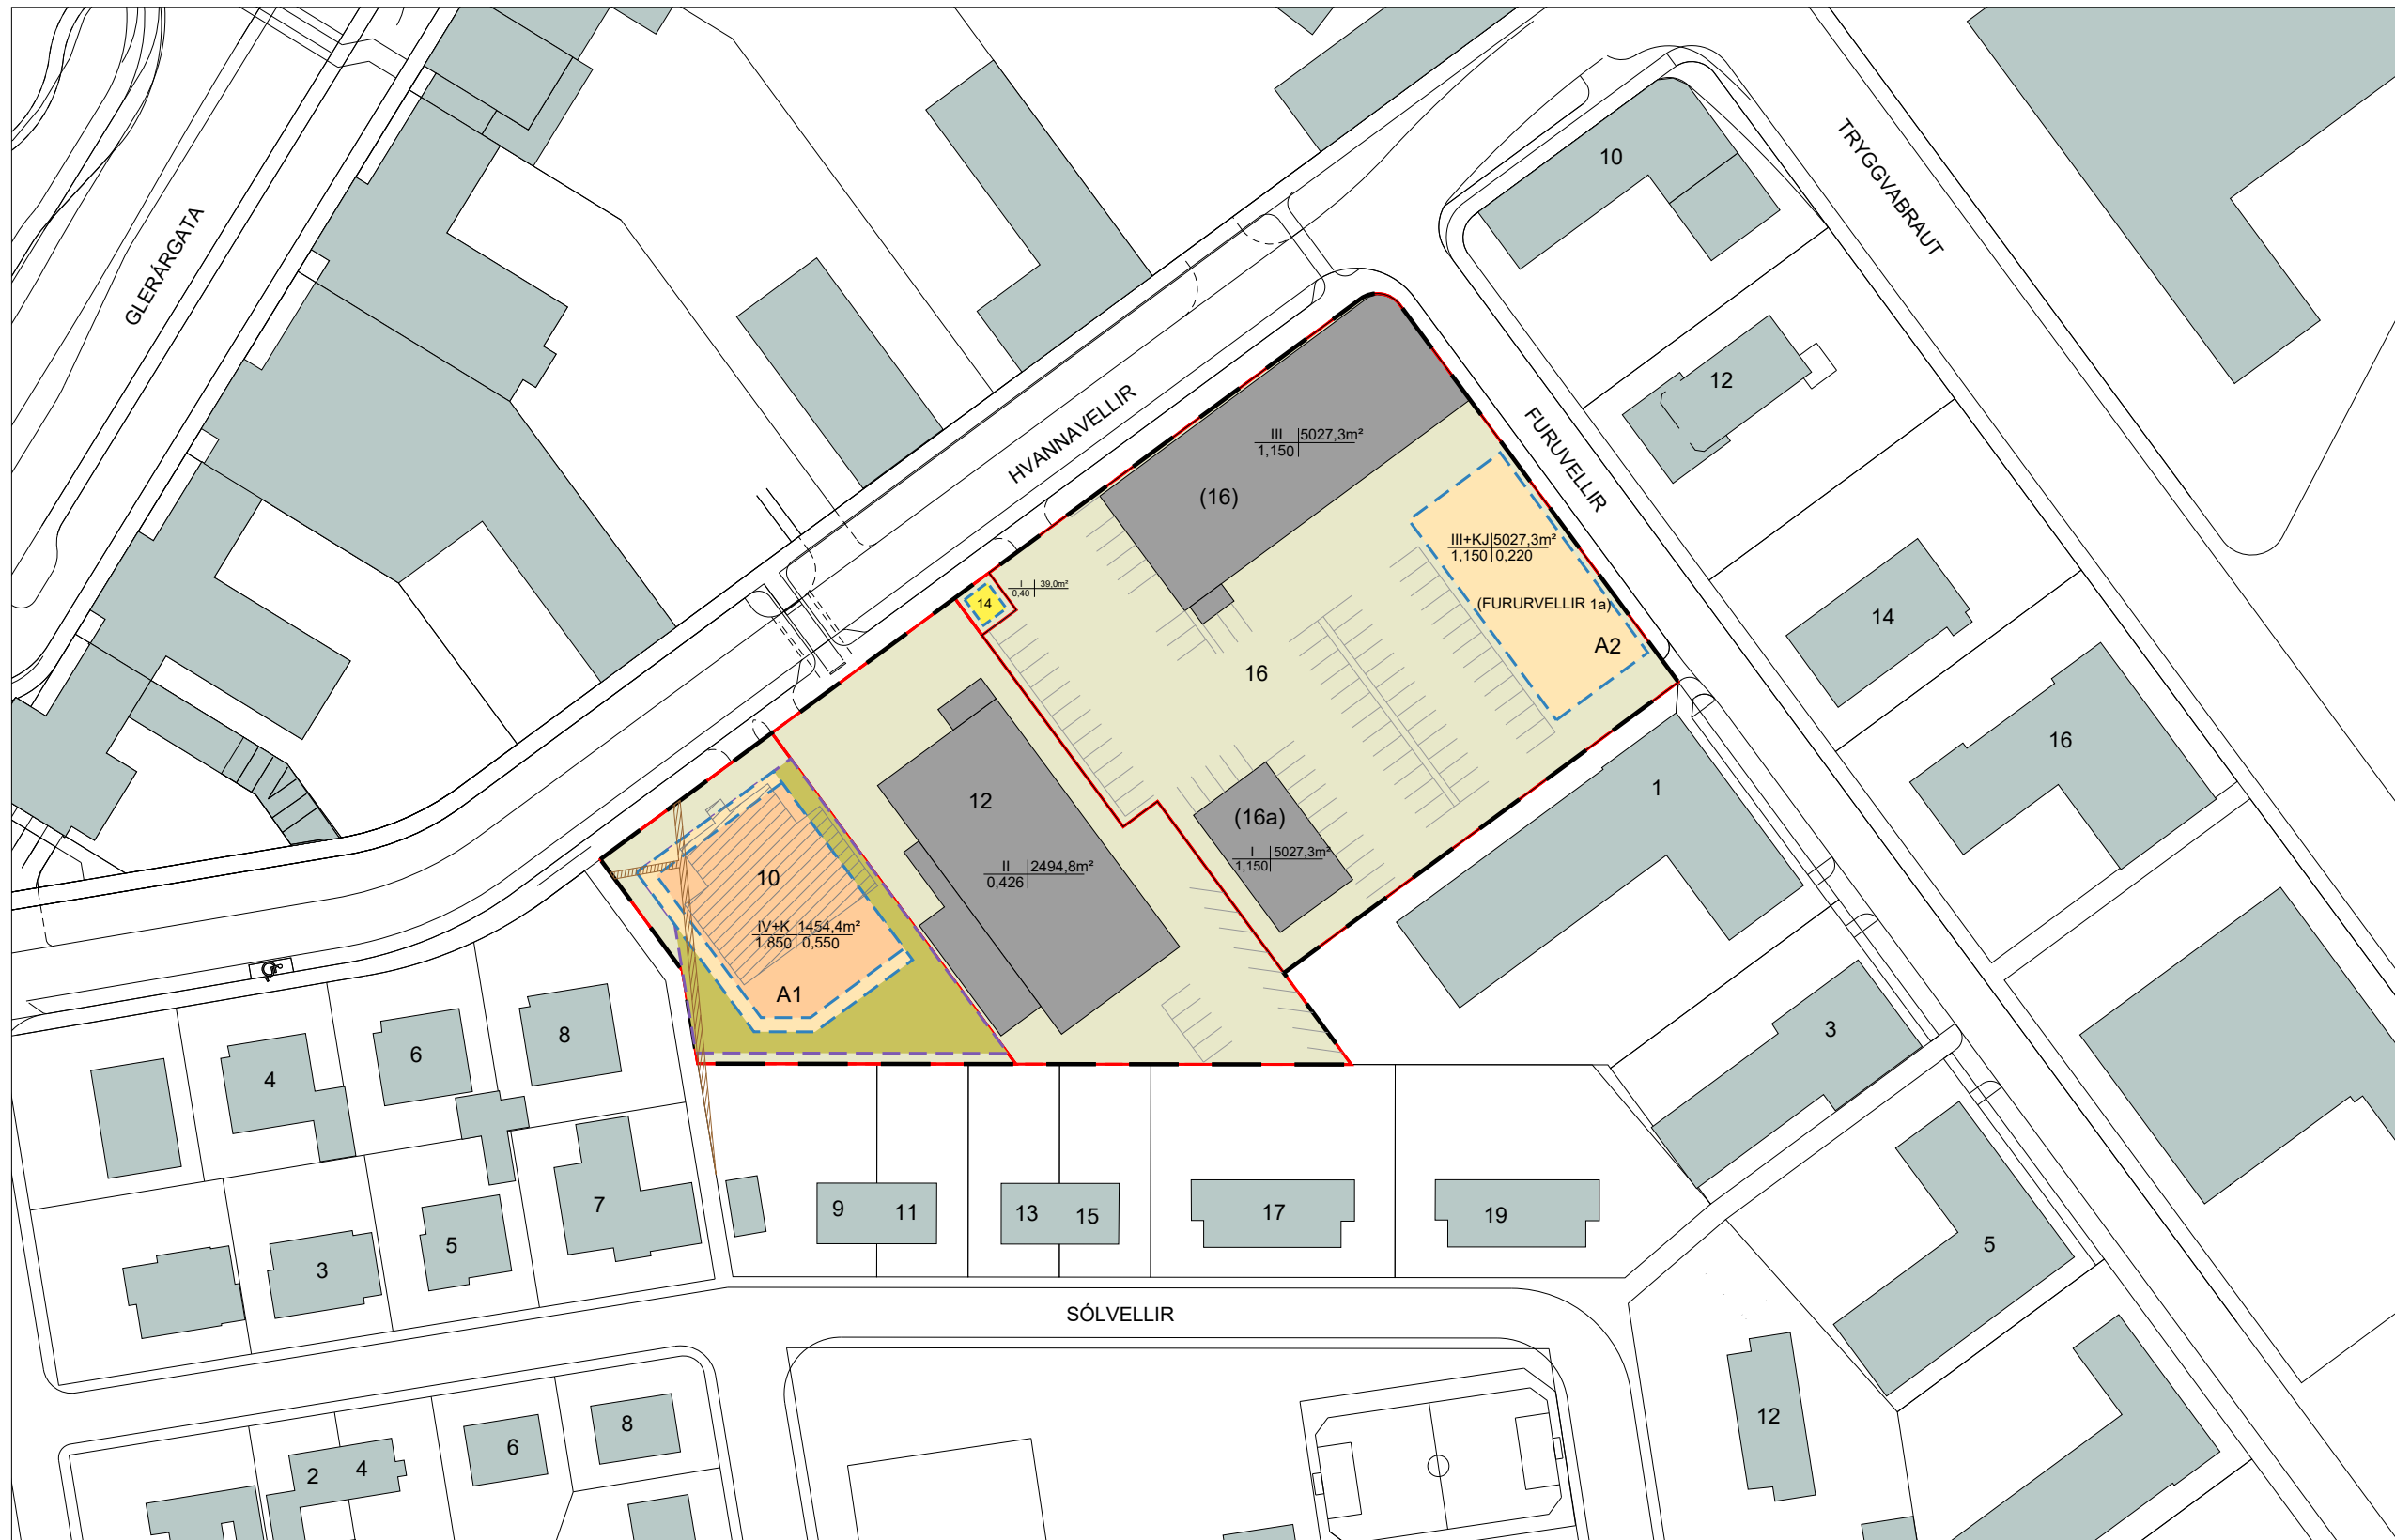 10
TRYGGVABRAUT
GLERÁRGATA
12
HVANNAVELLIR
FURUVELLIR
III 5027,3m²
1,150
(16)
III+KJ 5027,3m²
1,150 0,220
(FURURVELLIR 1a)
A2
I 39,0m²
0,40
14
14
16
16
1
12
(16a)
I 5027,3m²
1,150
II 2494,8m²
0,426
10
IV+K 1454,4m²
1,850 0,550
A1
8
6
4
3
7
9
11
13
15
17
19
5
3
5
SÓLVELLIR
12
8
6
4
2